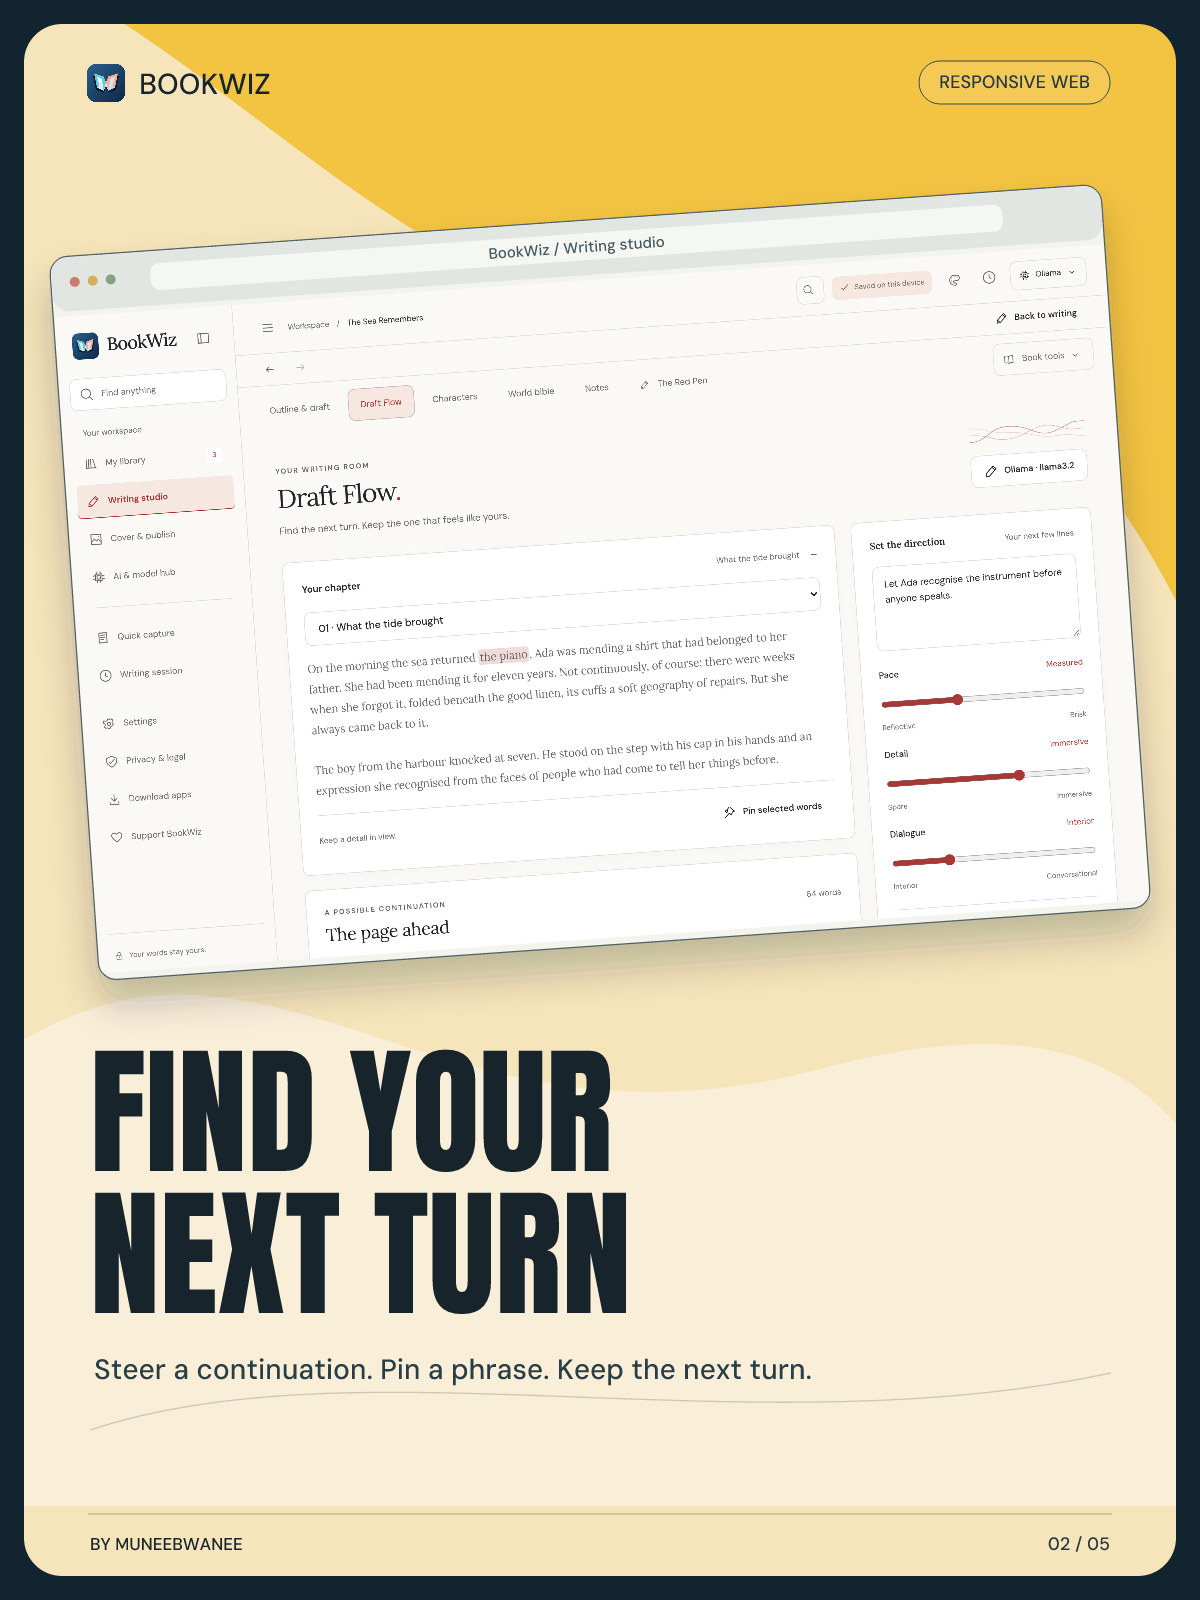 BOOKWIZ
RESPONSIVE WEB
BookWiz / Writing studio
BookWiz
Find anything
Your workspace
My library
3
Writing studio
Cover & publish
AI & model hub
Quick capture
Writing session
Settings
Privacy & legal
Download apps
Support BookWiz
Your words stay yours.
Workspace / The Sea Remembers
Saved on this device
Ollama
Back to writing
Book tools
Outline & draft
Draft Flow
Characters
World bible
Notes
The Red Pen
YOUR WRITING ROOM
Draft Flow.
Find the next turn. Keep the one that feels like yours.
Ollama · llama3.2
Your chapter
What the tide brought
01 · What the tide brought
On the morning the sea returned the piano, Ada was mending a shirt that had belonged to her
father. She had been mending it for eleven years. Not continuously, of course; there were weeks
when she forgot it, folded beneath the good linen, its cuffs a soft geography of repairs. But she
always came back to it.
The boy from the harbour knocked at seven. He stood on the step with his cap in his hands and an
expression she recognised from the faces of people who had come to tell her things before.
Keep a detail in view.
Pin selected words
A POSSIBLE CONTINUATION
64 words
The page ahead
Set the direction
Your next few lines
Let Ada recognise the instrument before
anyone speaks.
Pace
Measured
Reflective
Brisk
Detail
Immersive
Spare
Immersive
Dialogue
Interior
Interior
Conversational
FIND YOUR
NEXT TURN
Steer a continuation. Pin a phrase. Keep the next turn.
BY MUNEEBWANEE
02 / 05